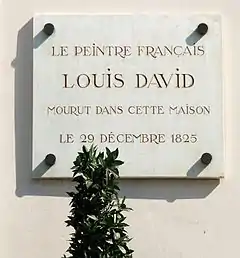 LE PEINTRE FRANÇAIS
LOUIS DAVID
MOURUT DANS CETTE MAISON
LE 29 DÉCEMBRE 1825